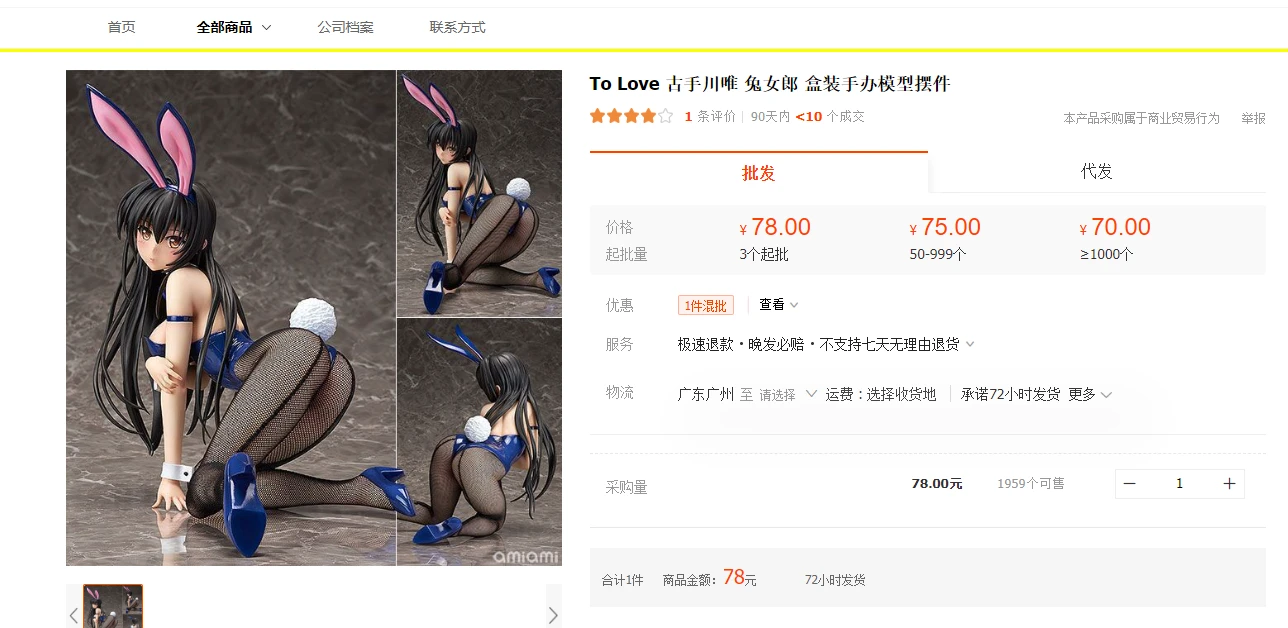 首页 全部商品 公司档案 联系方式
To Love 古手川唯 兔女郎 盒装手办模型摆件
1 条评价 90天内 <10 个成交 本产品采购属于商业贸易行为 举报
批发 代发
价格 ¥ 78.00 ¥ 75.00 ¥ 70.00
起批量 3个起批 50-999个 ≥1000个
优惠 1件混批 查看
服务 极速退款·晚发必赔·不支持七天无理由退货
物流 广东广州 至 请选择 运费:选择收货地 承诺72小时发货 更多
采购量 78.00元 1959个可售 1
amiami
合计1件 商品金额: 78元 72小时发货